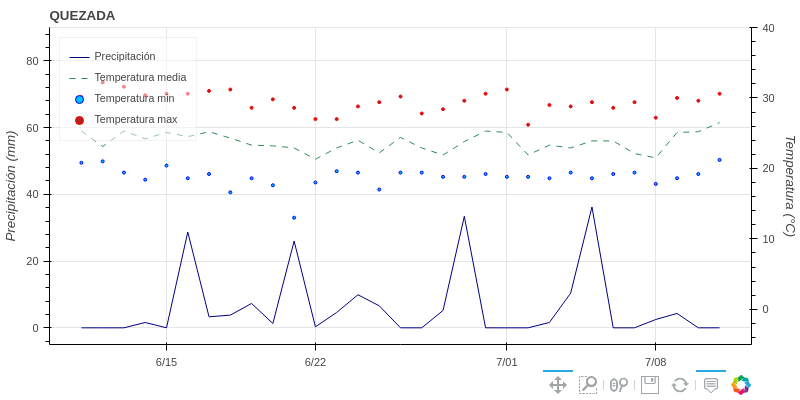 QUEZADA
Precipitación
Temperatura media
Temperatura min
Temperatura max
Precipitación (mm)
80
60
40
20
0
Temperatura (°C)
40
30
20
10
0
6/15
6/22
7/01
7/08